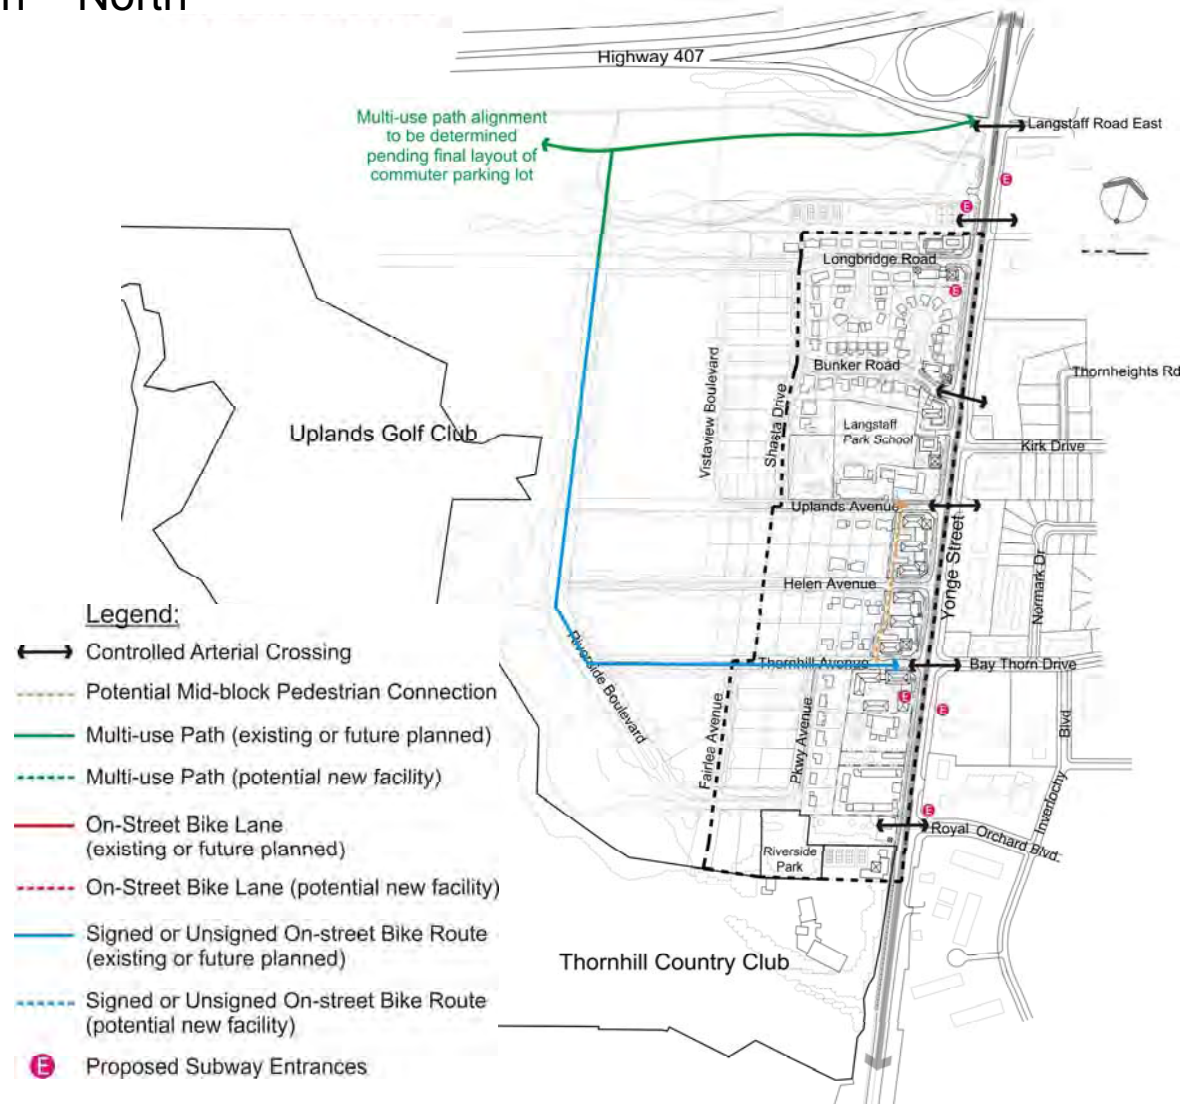 North
Highway 407
Multi-use path alignment
to be determined
pending final layout of
commuter parking lot
Langstaff Road East
E
E
Longbridge Road
E
Bunker Road
Thornheights Rd
Vistaview Boulevard
Shasta Drive
Langstaff
Park School
Uplands Golf Club
Kirk Drive
Uplands Avenue
Yonge Street
Normark Dr
Helen Avenue
Riverside Boulevard
Thornhill Avenue
Bay Thorn Drive
E
E
Fairlea Avenue
Pkwy Avenue
Blvd
Inverlochy
E
Royal Orchard Blvd.
Riverside
Park
Thornhill Country Club
Legend:
Controlled Arterial Crossing
Potential Mid-block Pedestrian Connection
Multi-use Path (existing or future planned)
Multi-use Path (potential new facility)
On-Street Bike Lane
(existing or future planned)
On-Street Bike Lane (potential new facility)
Signed or Unsigned On-street Bike Route
(existing or future planned)
Signed or Unsigned On-street Bike Route
(potential new facility)
E Proposed Subway Entrances